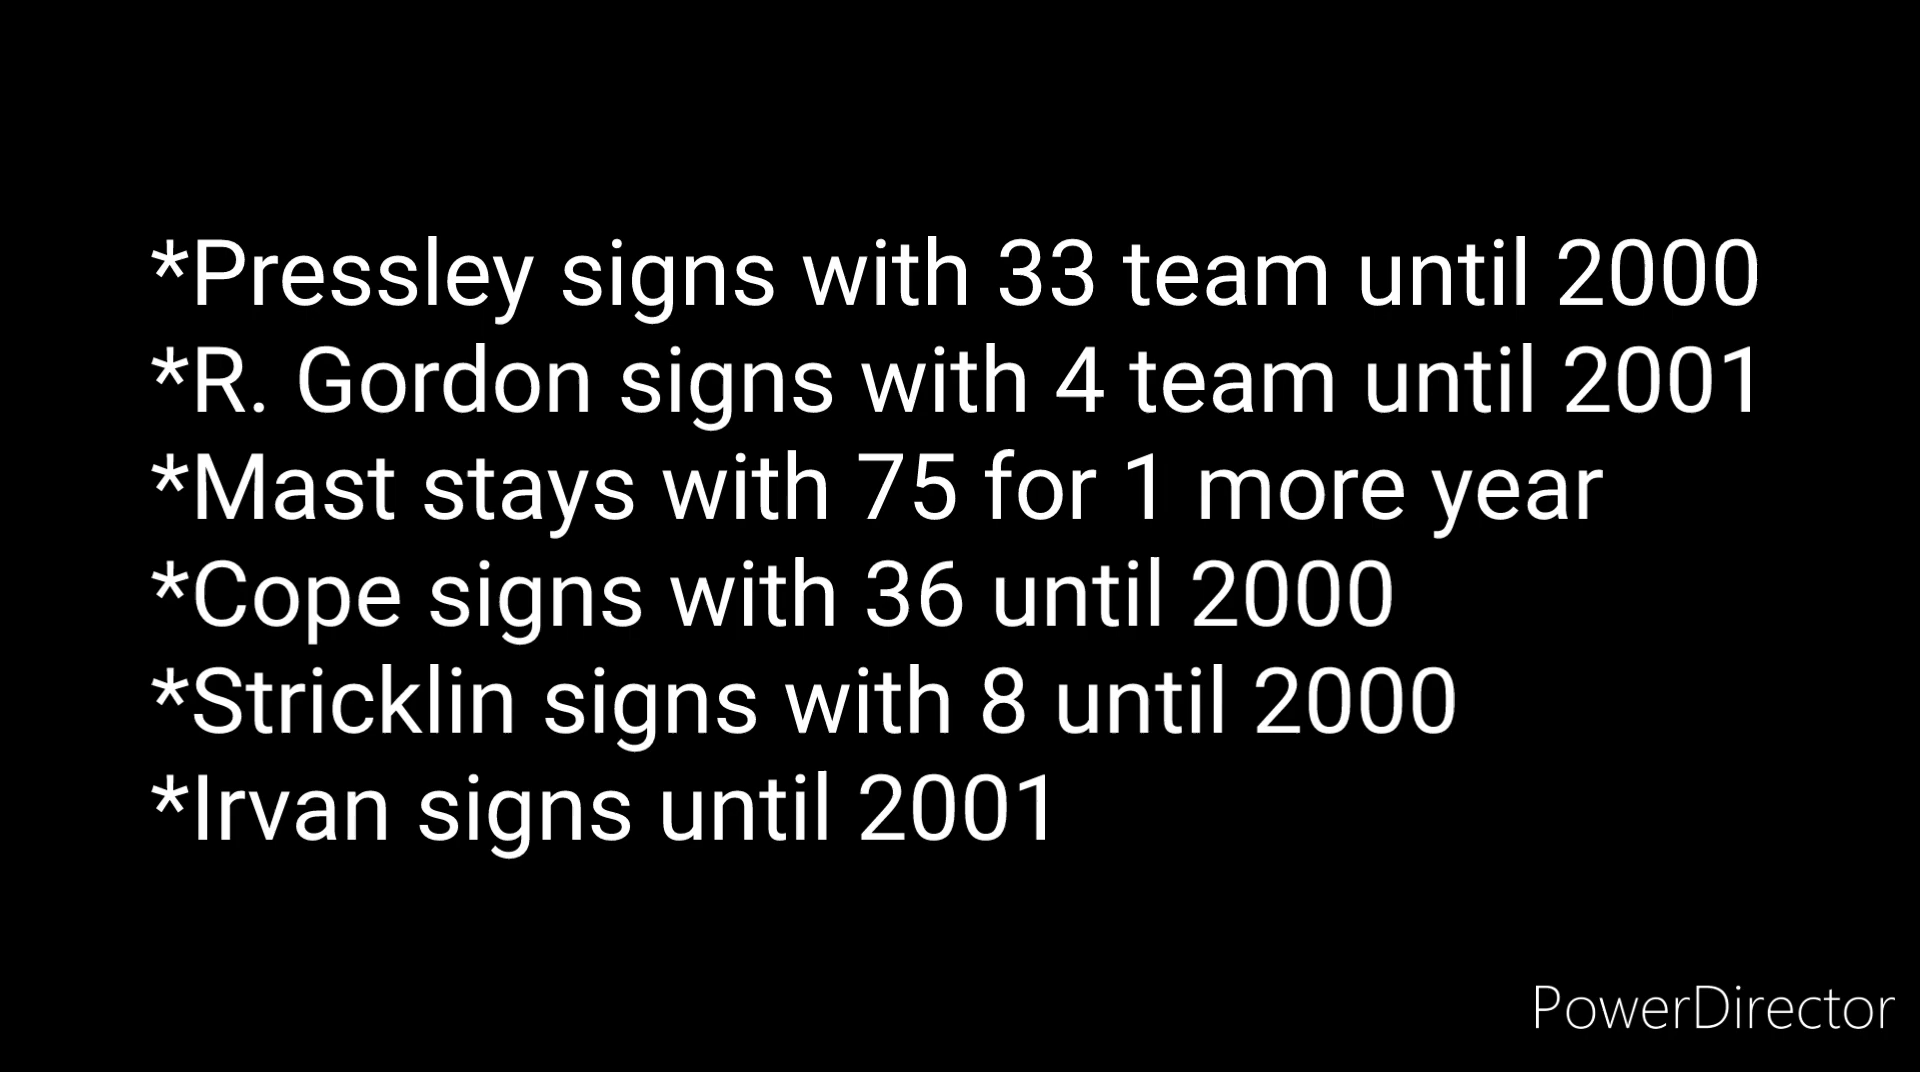 *Pressley signs with 33 team until 2000
*R. Gordon signs with 4 team until 2001
*Mast stays with 75 for 1 more year
*Cope signs with 36 until 2000
*Stricklin signs with 8 until 2000
*Irvan signs until 2001
PowerDirector